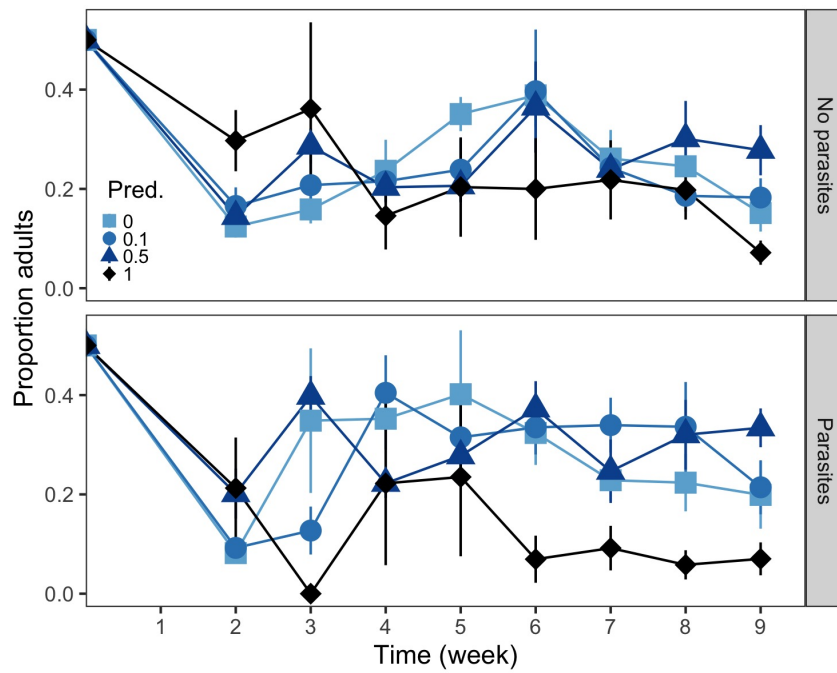 0.4
0.2
0.0
Pred.
0
0.1
0.5
1
No parasites
Proportion adults
0.4
0.2
0.0
Parasites
1 2 3 4 5 6 7 8 9
Time (week)